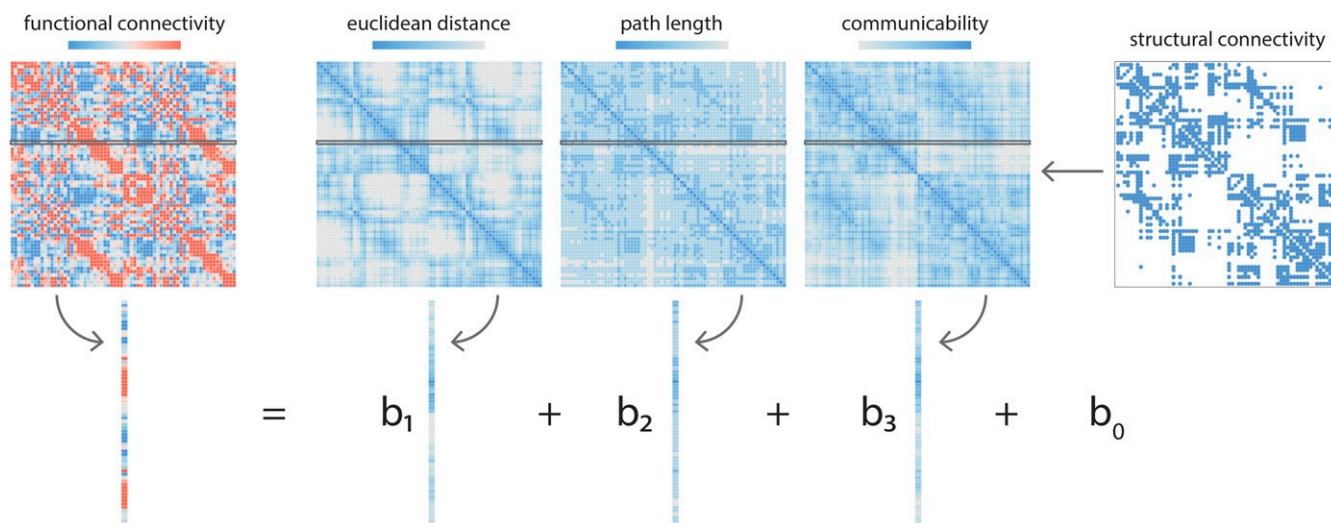 functional connectivity
euclidean distance
path length
communicability
structural connectivity
= b₁ + b₂ + b₃ + b₀